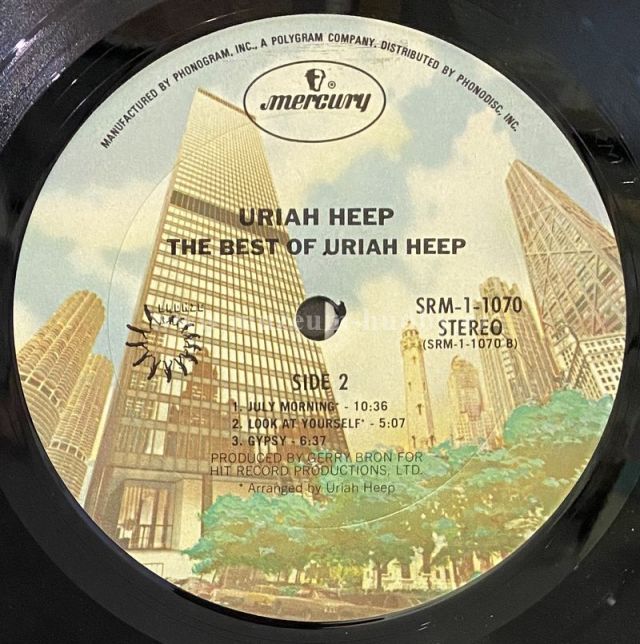 MANUFACTURED BY PHONOGRAM, INC., A POLYGRAM COMPANY. DISTRIBUTED BY PHONODISC, INC.
®
mercury
URIAH HEEP
THE BEST OF URIAH HEEP
SRM-1-1070
STEREO
(SRM-1-1070 B)
SIDE 2
1. JULY MORNING* - 10:36
2. LOOK AT YOURSELF* - 5:07
3. GYPSY - 6:37
PRODUCED BY GERRY BRON FOR
HIT RECORD PRODUCTIONS, LTD.
* Arranged by Uriah Heep